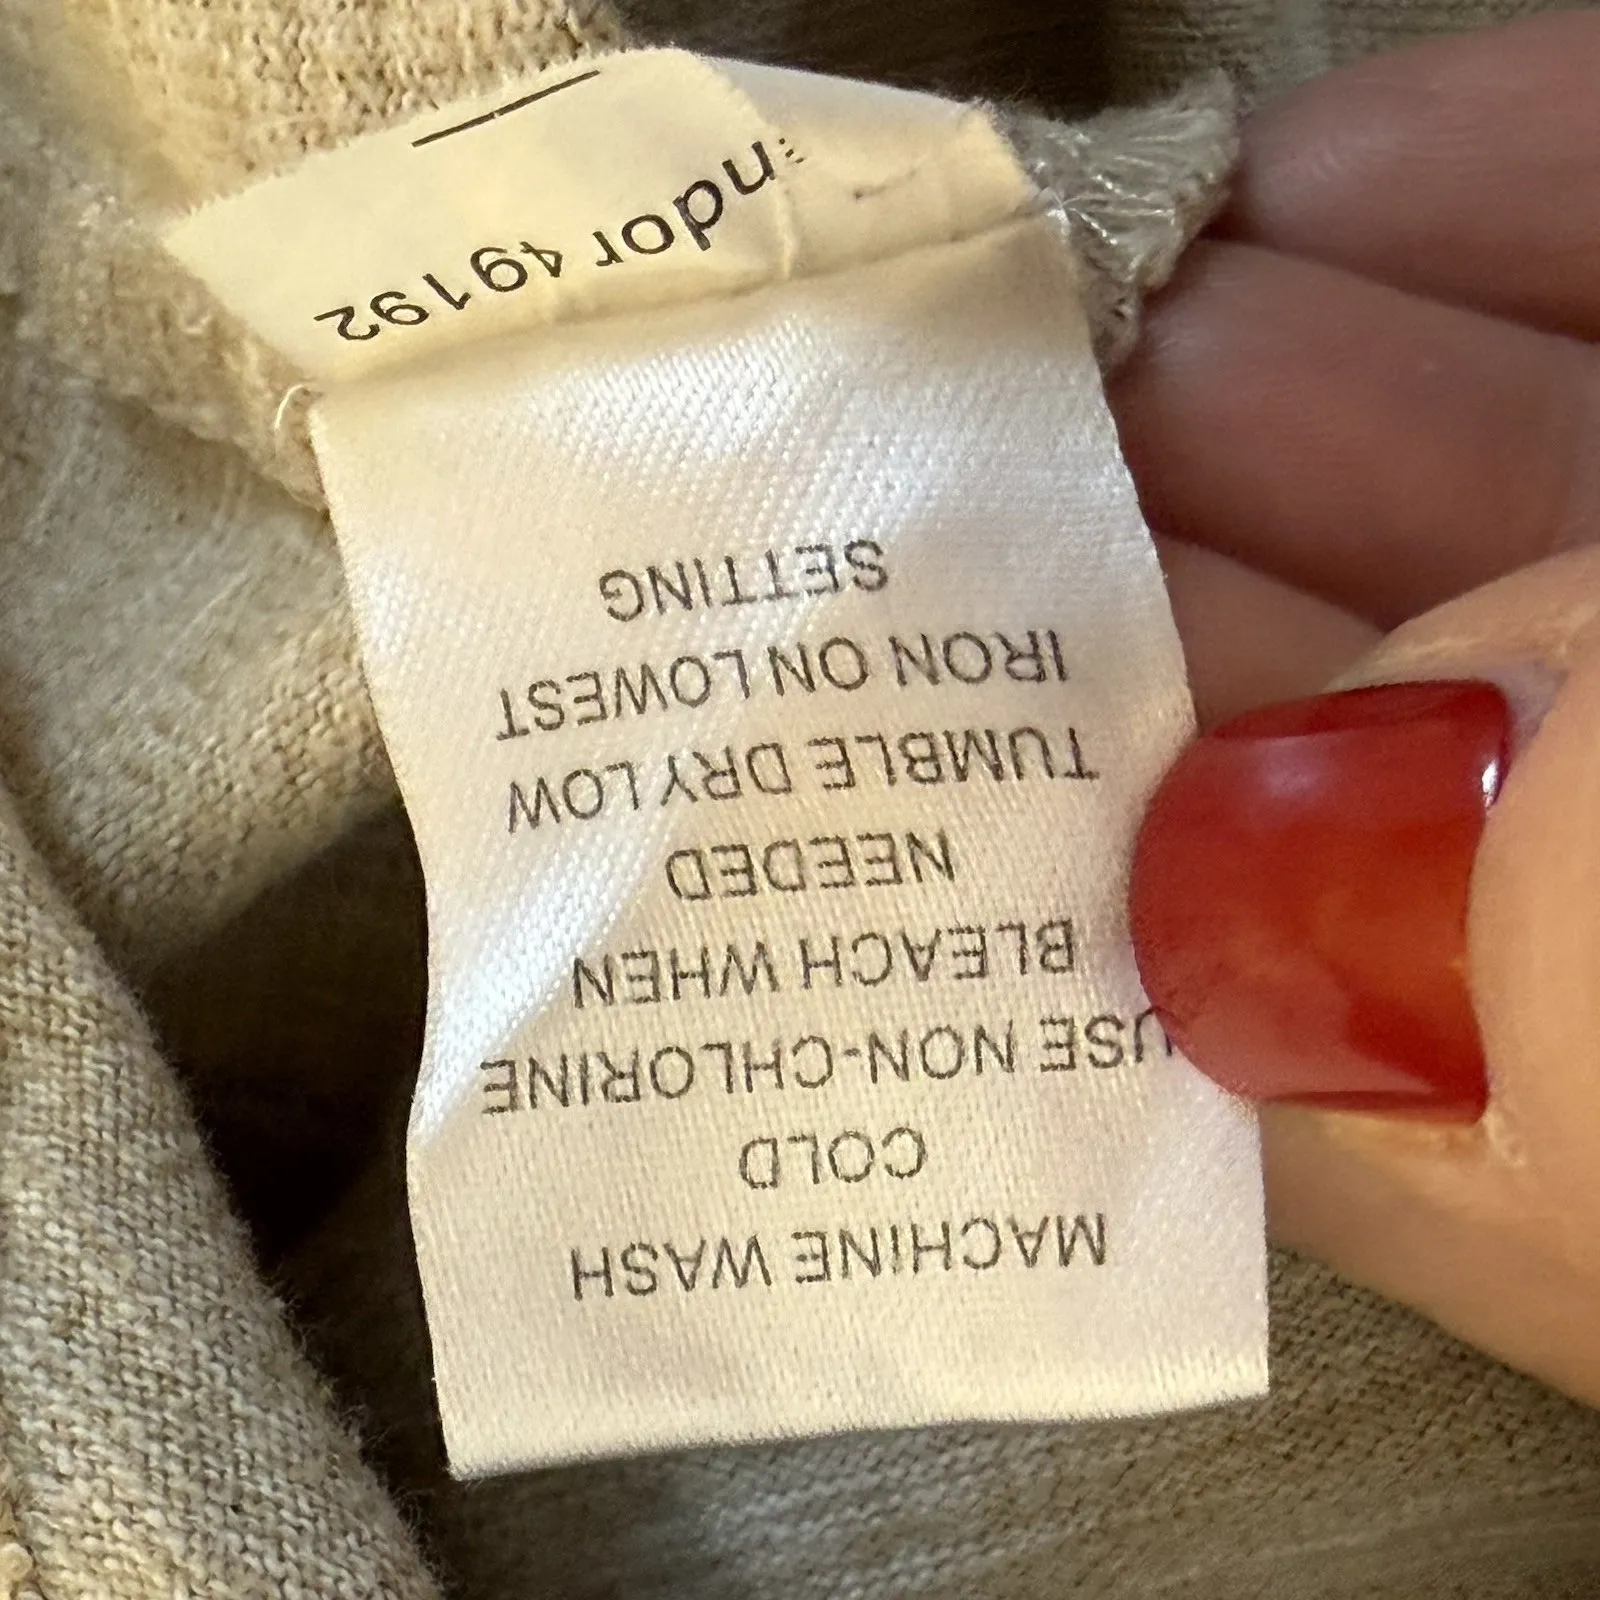 MACHINE WASH
COLD
USE NON-CHLORINE
BLEACH WHEN
NEEDED
TUMBLE DRY LOW
IRON ON LOWEST
SETTING
ndor 49192